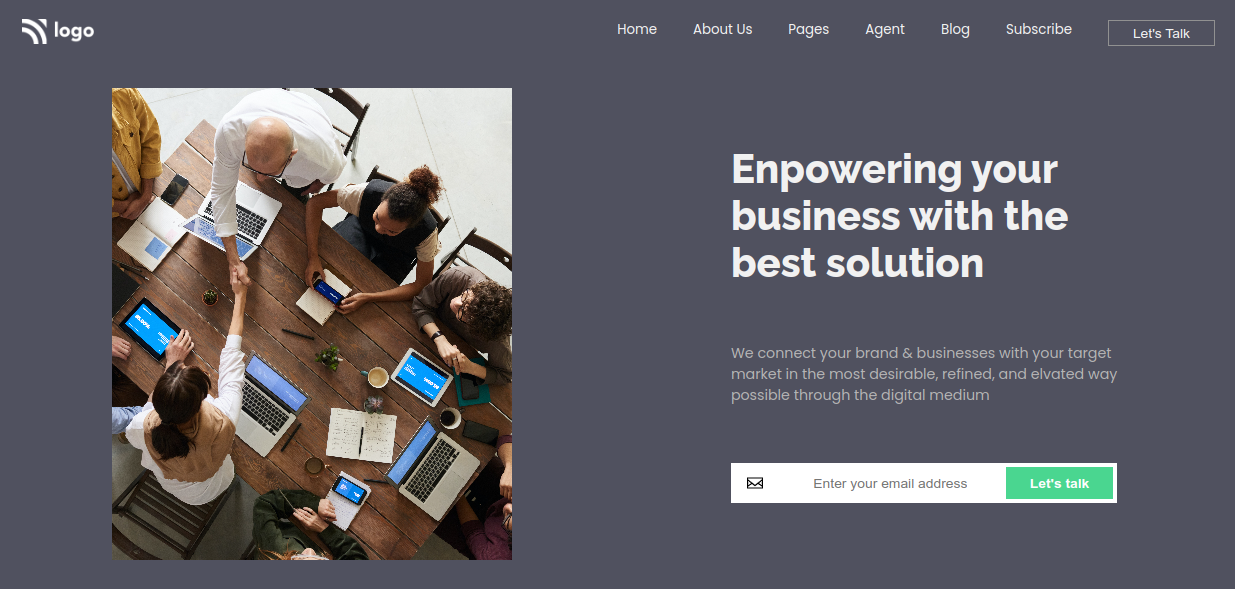 logo
Home
About Us
Pages
Agent
Blog
Subscribe
Let's Talk
Enpowering your
business with the
best solution
We connect your brand & businesses with your target
market in the most desirable, refined, and elvated way
possible through the digital medium
Enter your email address
Let's talk